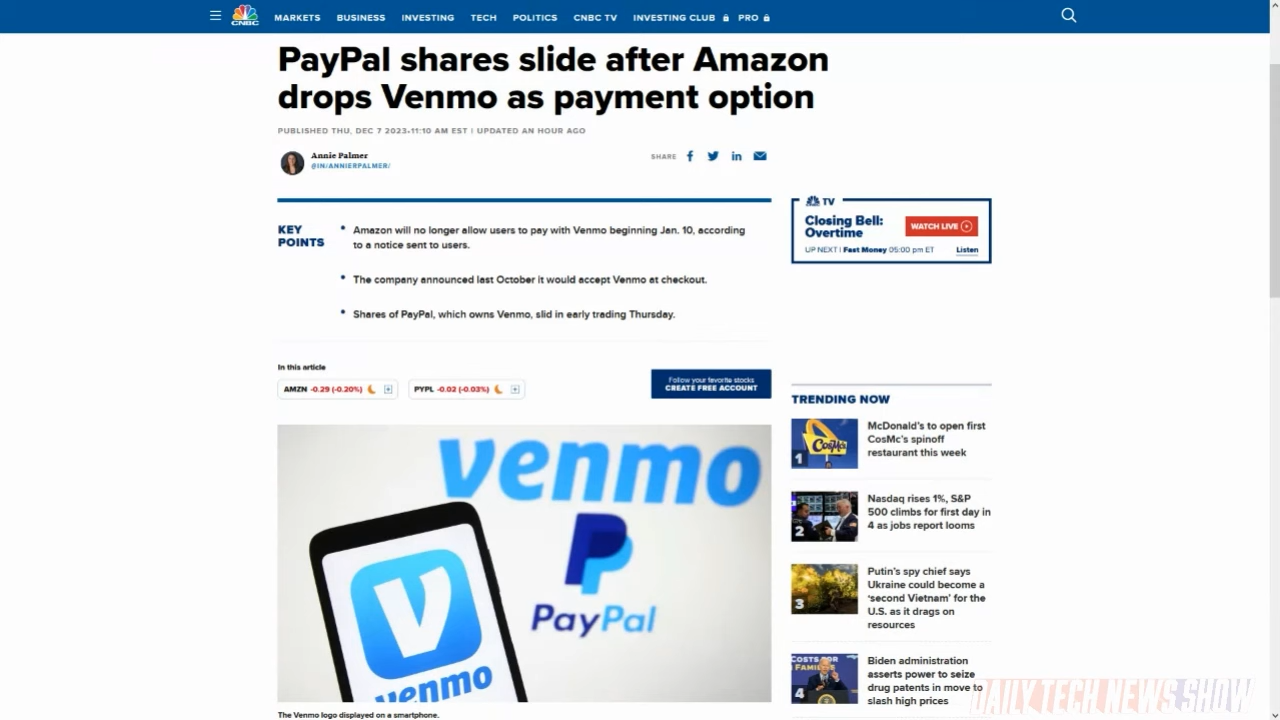 MARKETS BUSINESS INVESTING TECH POLITICS CNBC TV INVESTING CLUB PRO
CNBC
PayPal shares slide after Amazon
drops Venmo as payment option
PUBLISHED THU, DEC 7 2023•11:10 AM EST | UPDATED AN HOUR AGO
Annie Palmer
@IN/ANNIERPALMER/
SHARE
KEY
POINTS
• Amazon will no longer allow users to pay with Venmo beginning Jan. 10, according
to a notice sent to users.
• The company announced last October it would accept Venmo at checkout.
• Shares of PayPal, which owns Venmo, slid in early trading Thursday.
TV
Closing Bell:
Overtime
WATCH LIVE
UP NEXT | Fast Money 05:00 pm ET
Listen
In this article
AMZN -0.29 (-0.20%)
PYPL -0.02 (-0.03%)
Follow your favorite stocks
CREATE FREE ACCOUNT
venmo
PayPal
venmo
The Venmo logo displayed on a smartphone.
TRENDING NOW
CosMc's
1
McDonald's to open first
CosMc's spinoff
restaurant this week
2
Nasdaq rises 1%, S&P
500 climbs for first day in
4 as jobs report looms
3
Putin's spy chief says
Ukraine could become a
'second Vietnam' for the
U.S. as it drags on
resources
COSTS FOR
FAMILIES
4
Biden administration
asserts power to seize
drug patents in move to
slash high prices
DAILY TECH NEWS SHOW